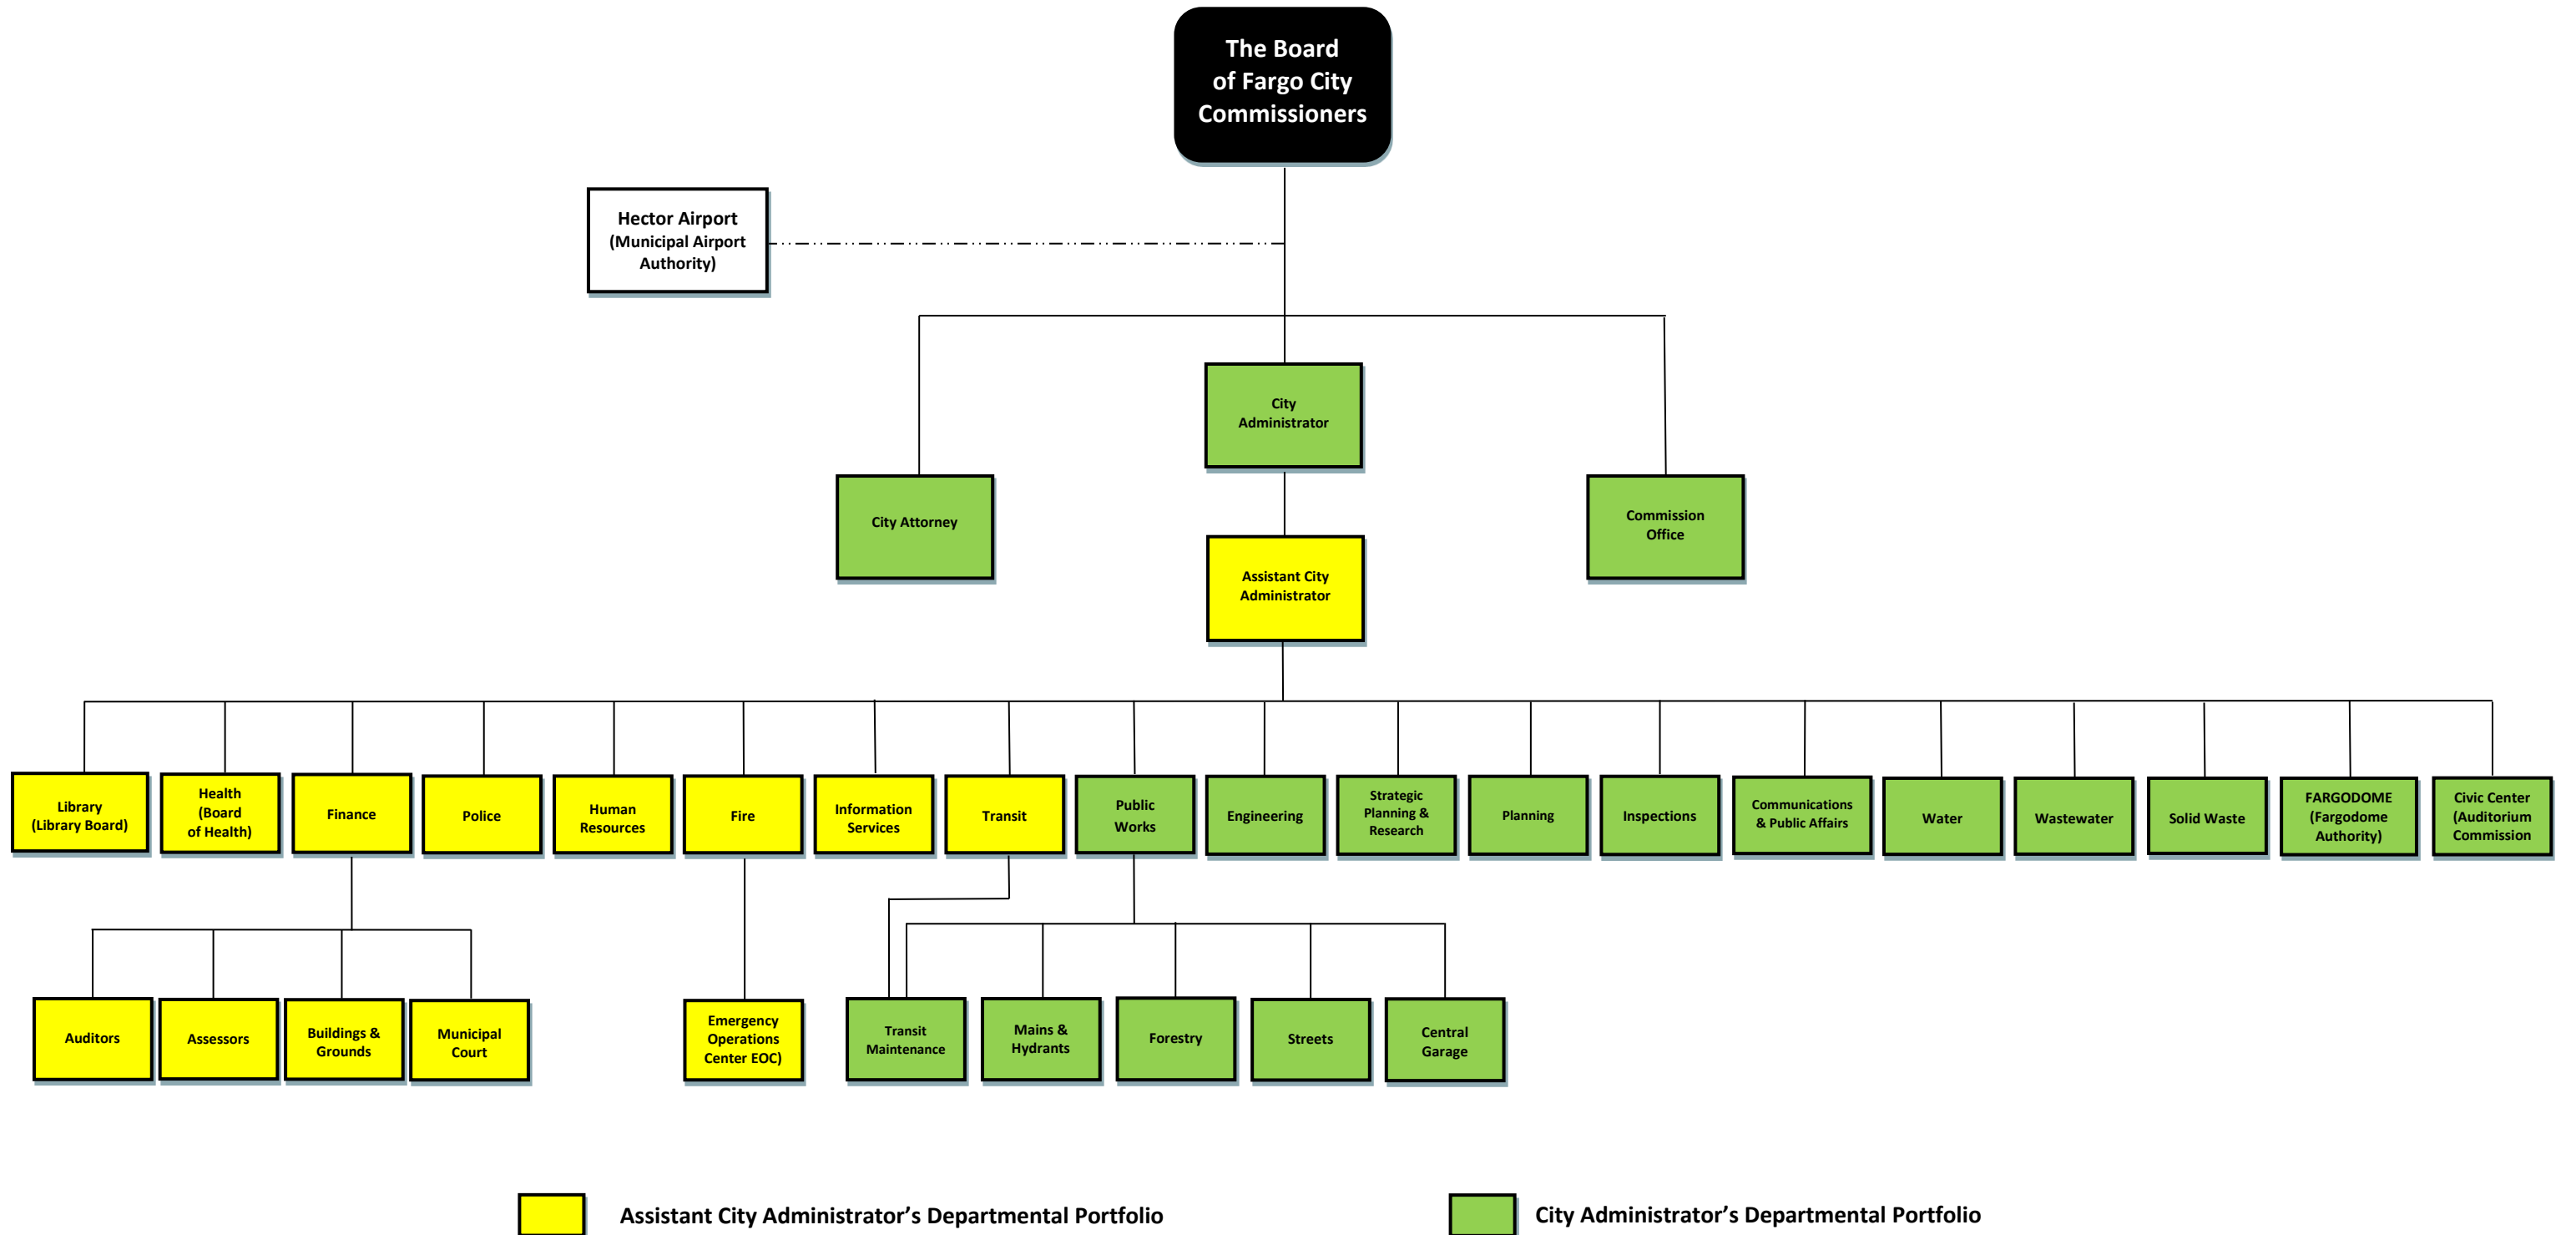 The Board
of Fargo City
Commissioners
Hector Airport
(Municipal Airport
Authority)
City
Administrator
City Attorney
Commission
Office
Assistant City
Administrator
Library
(Library Board)
Health
(Board
of Health)
Finance
Police
Human
Resources
Fire
Information
Services
Transit
Public
Works
Engineering
Strategic
Planning &
Research
Planning
Inspections
Communications
& Public Affairs
Water
Wastewater
Solid Waste
FARGODOME
(Fargodome
Authority)
Civic Center
(Auditorium
Commission
Auditors
Assessors
Buildings &
Grounds
Municipal
Court
Emergency
Operations
Center EOC)
Transit
Maintenance
Mains &
Hydrants
Forestry
Streets
Central
Garage
Assistant City Administrator’s Departmental Portfolio
City Administrator’s Departmental Portfolio